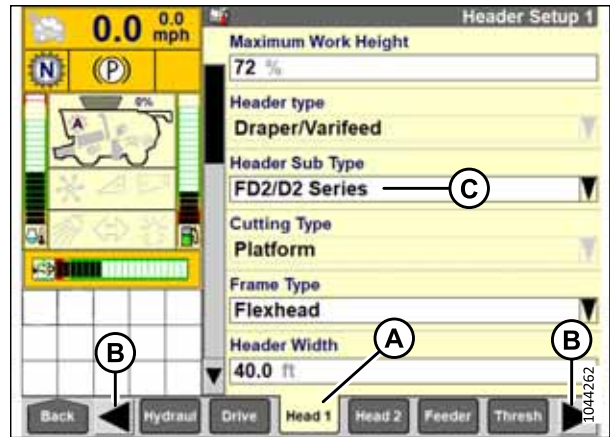 0.0 0.0 mph
Header Setup 1
N (P)
A 0%
Maximum Work Height
72 %
Header type
Draper/Varifeed
Header Sub Type
FD2/D2 Series
C
Cutting Type
Platform
Frame Type
Flexhead
Header Width
40.0 ft
A
B
B
Back Hydraul Drive Head 1 Head 2 Feeder Thresh
1044262